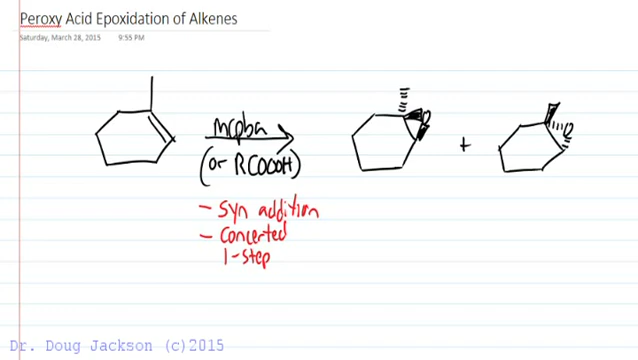 Peroxy Acid Epoxidation of Alkenes
Saturday, March 28, 2015 9:55 PM
mcpba
(or RCOOOH)
+
O
O
- Syn addition
- Concerted
1-step
Dr. Doug Jackson (c)2015